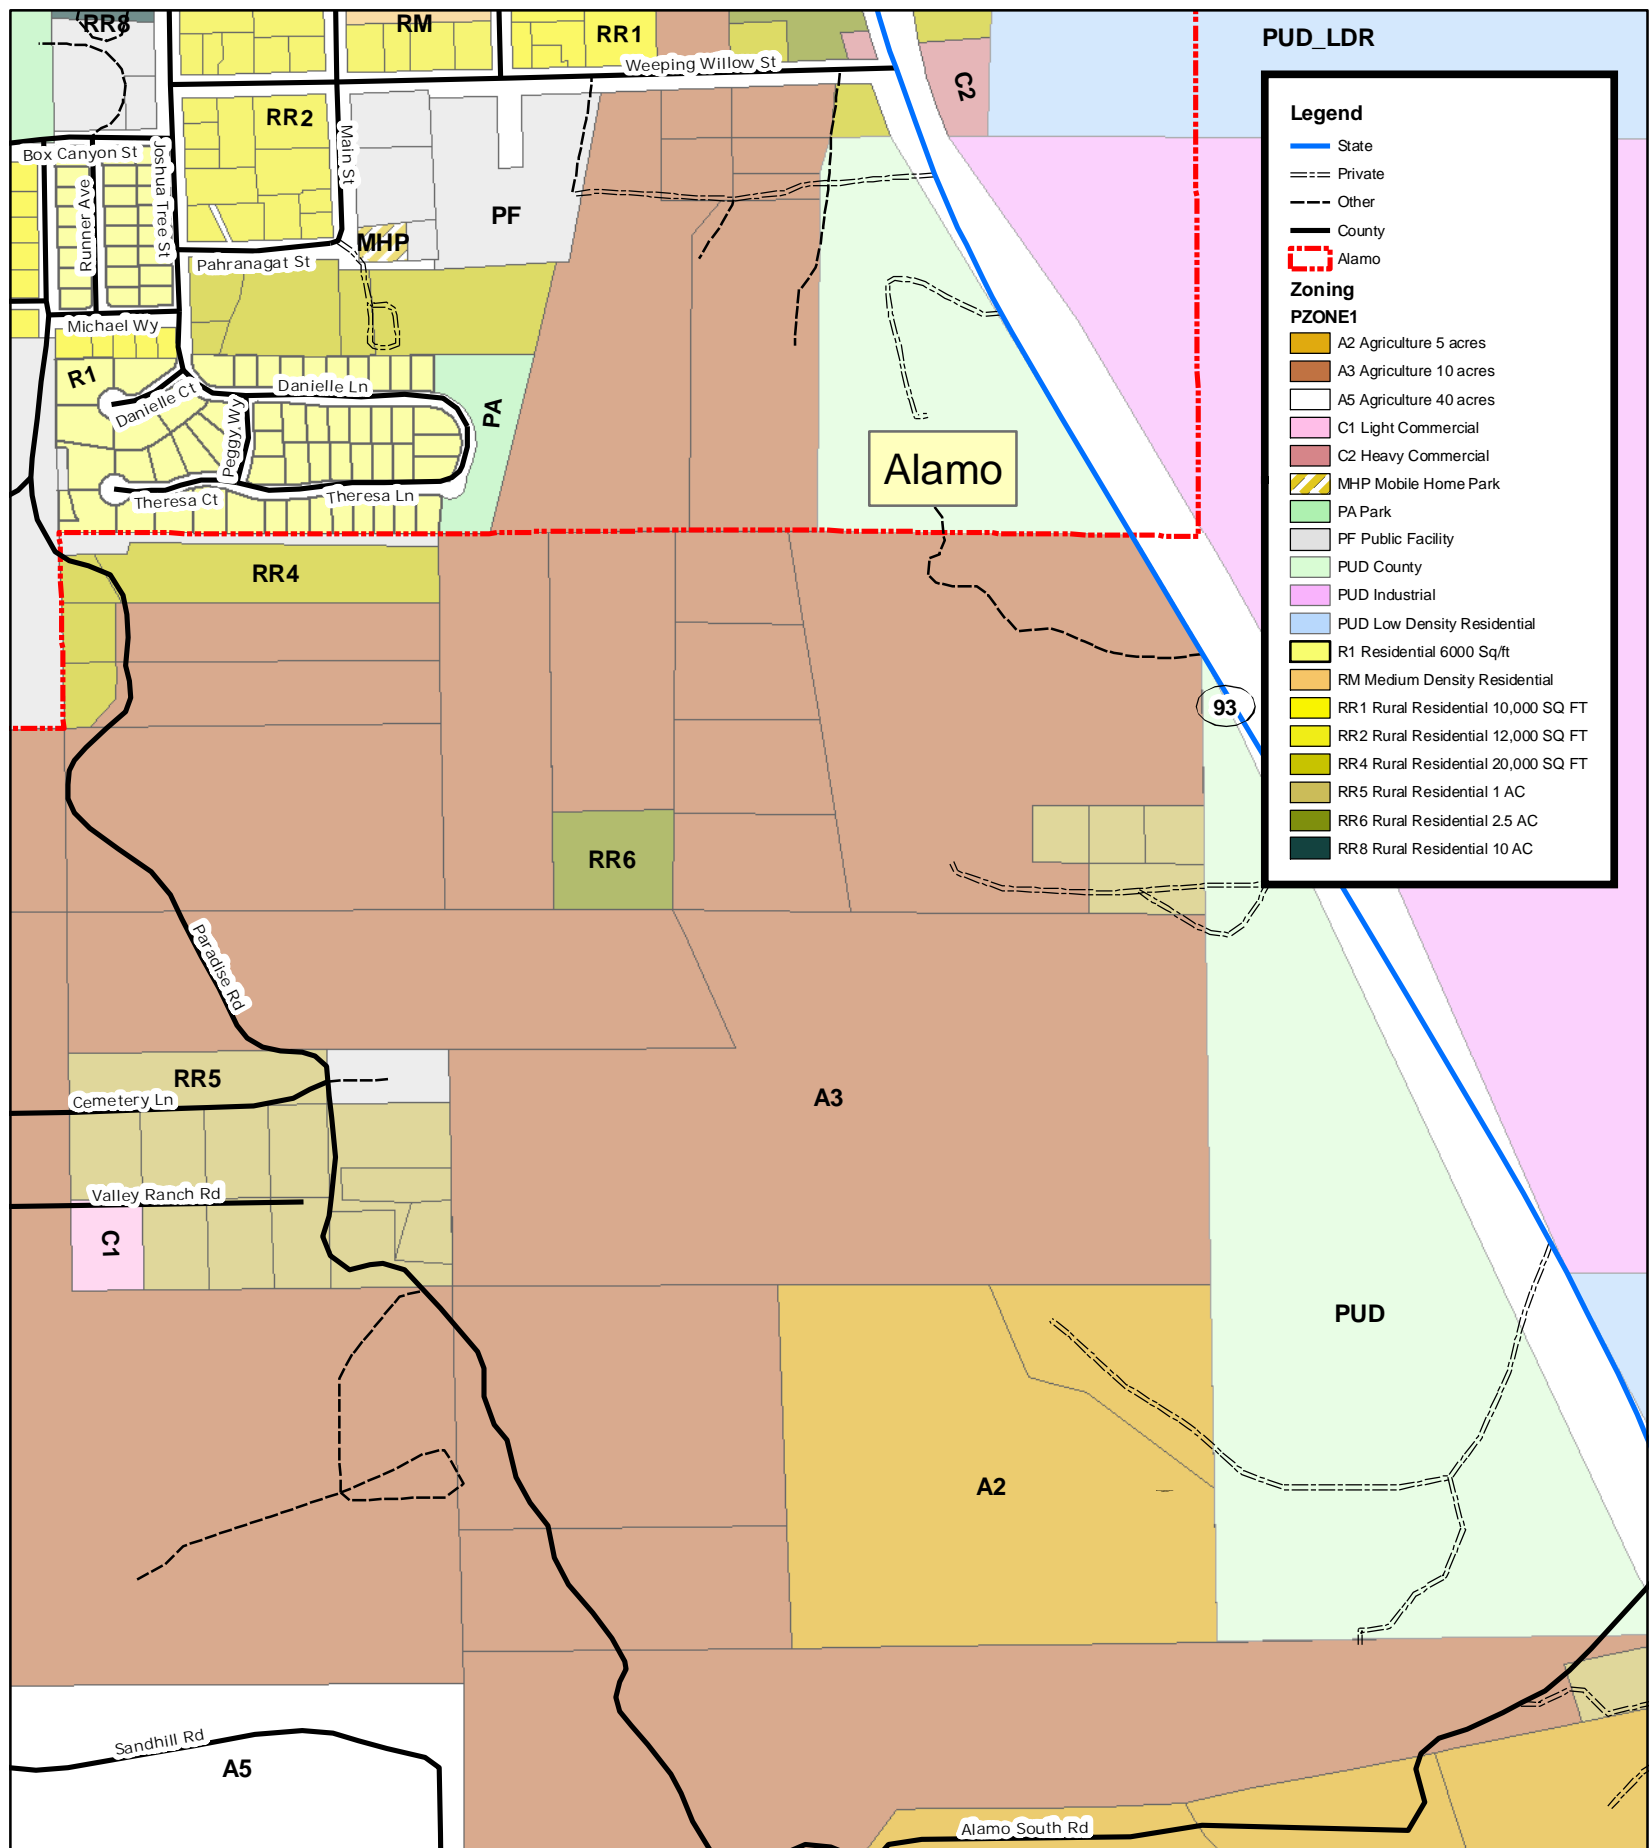 RR8
RM
RR1
PUD_LDR
Weeping Willow St
C2
RR2
Main St
Box Canyon St
Joshua Tree St
Runner Ave
PF
MHP
Pahranagat St
Michael Wy
R1
Danielle Ct
Danielle Ln
Peggy Wy
PA
Theresa Ct
Theresa Ln
Alamo
RR4
93
RR6
Paradise Rd
RR5
Cemetery Ln
A3
Valley Ranch Rd
C1
PUD
A2
Sandhill Rd
A5
Alamo South Rd
Legend
State
Private
Other
County
Alamo
Zoning
PZONE1
A2 Agriculture 5 acres
A3 Agriculture 10 acres
A5 Agriculture 40 acres
C1 Light Commercial
C2 Heavy Commercial
MHP Mobile Home Park
PA Park
PF Public Facility
PUD County
PUD Industrial
PUD Low Density Residential
R1 Residential 6000 Sq/ft
RM Medium Density Residential
RR1 Rural Residential 10,000 SQ FT
RR2 Rural Residential 12,000 SQ FT
RR4 Rural Residential 20,000 SQ FT
RR5 Rural Residential 1 AC
RR6 Rural Residential 2.5 AC
RR8 Rural Residential 10 AC